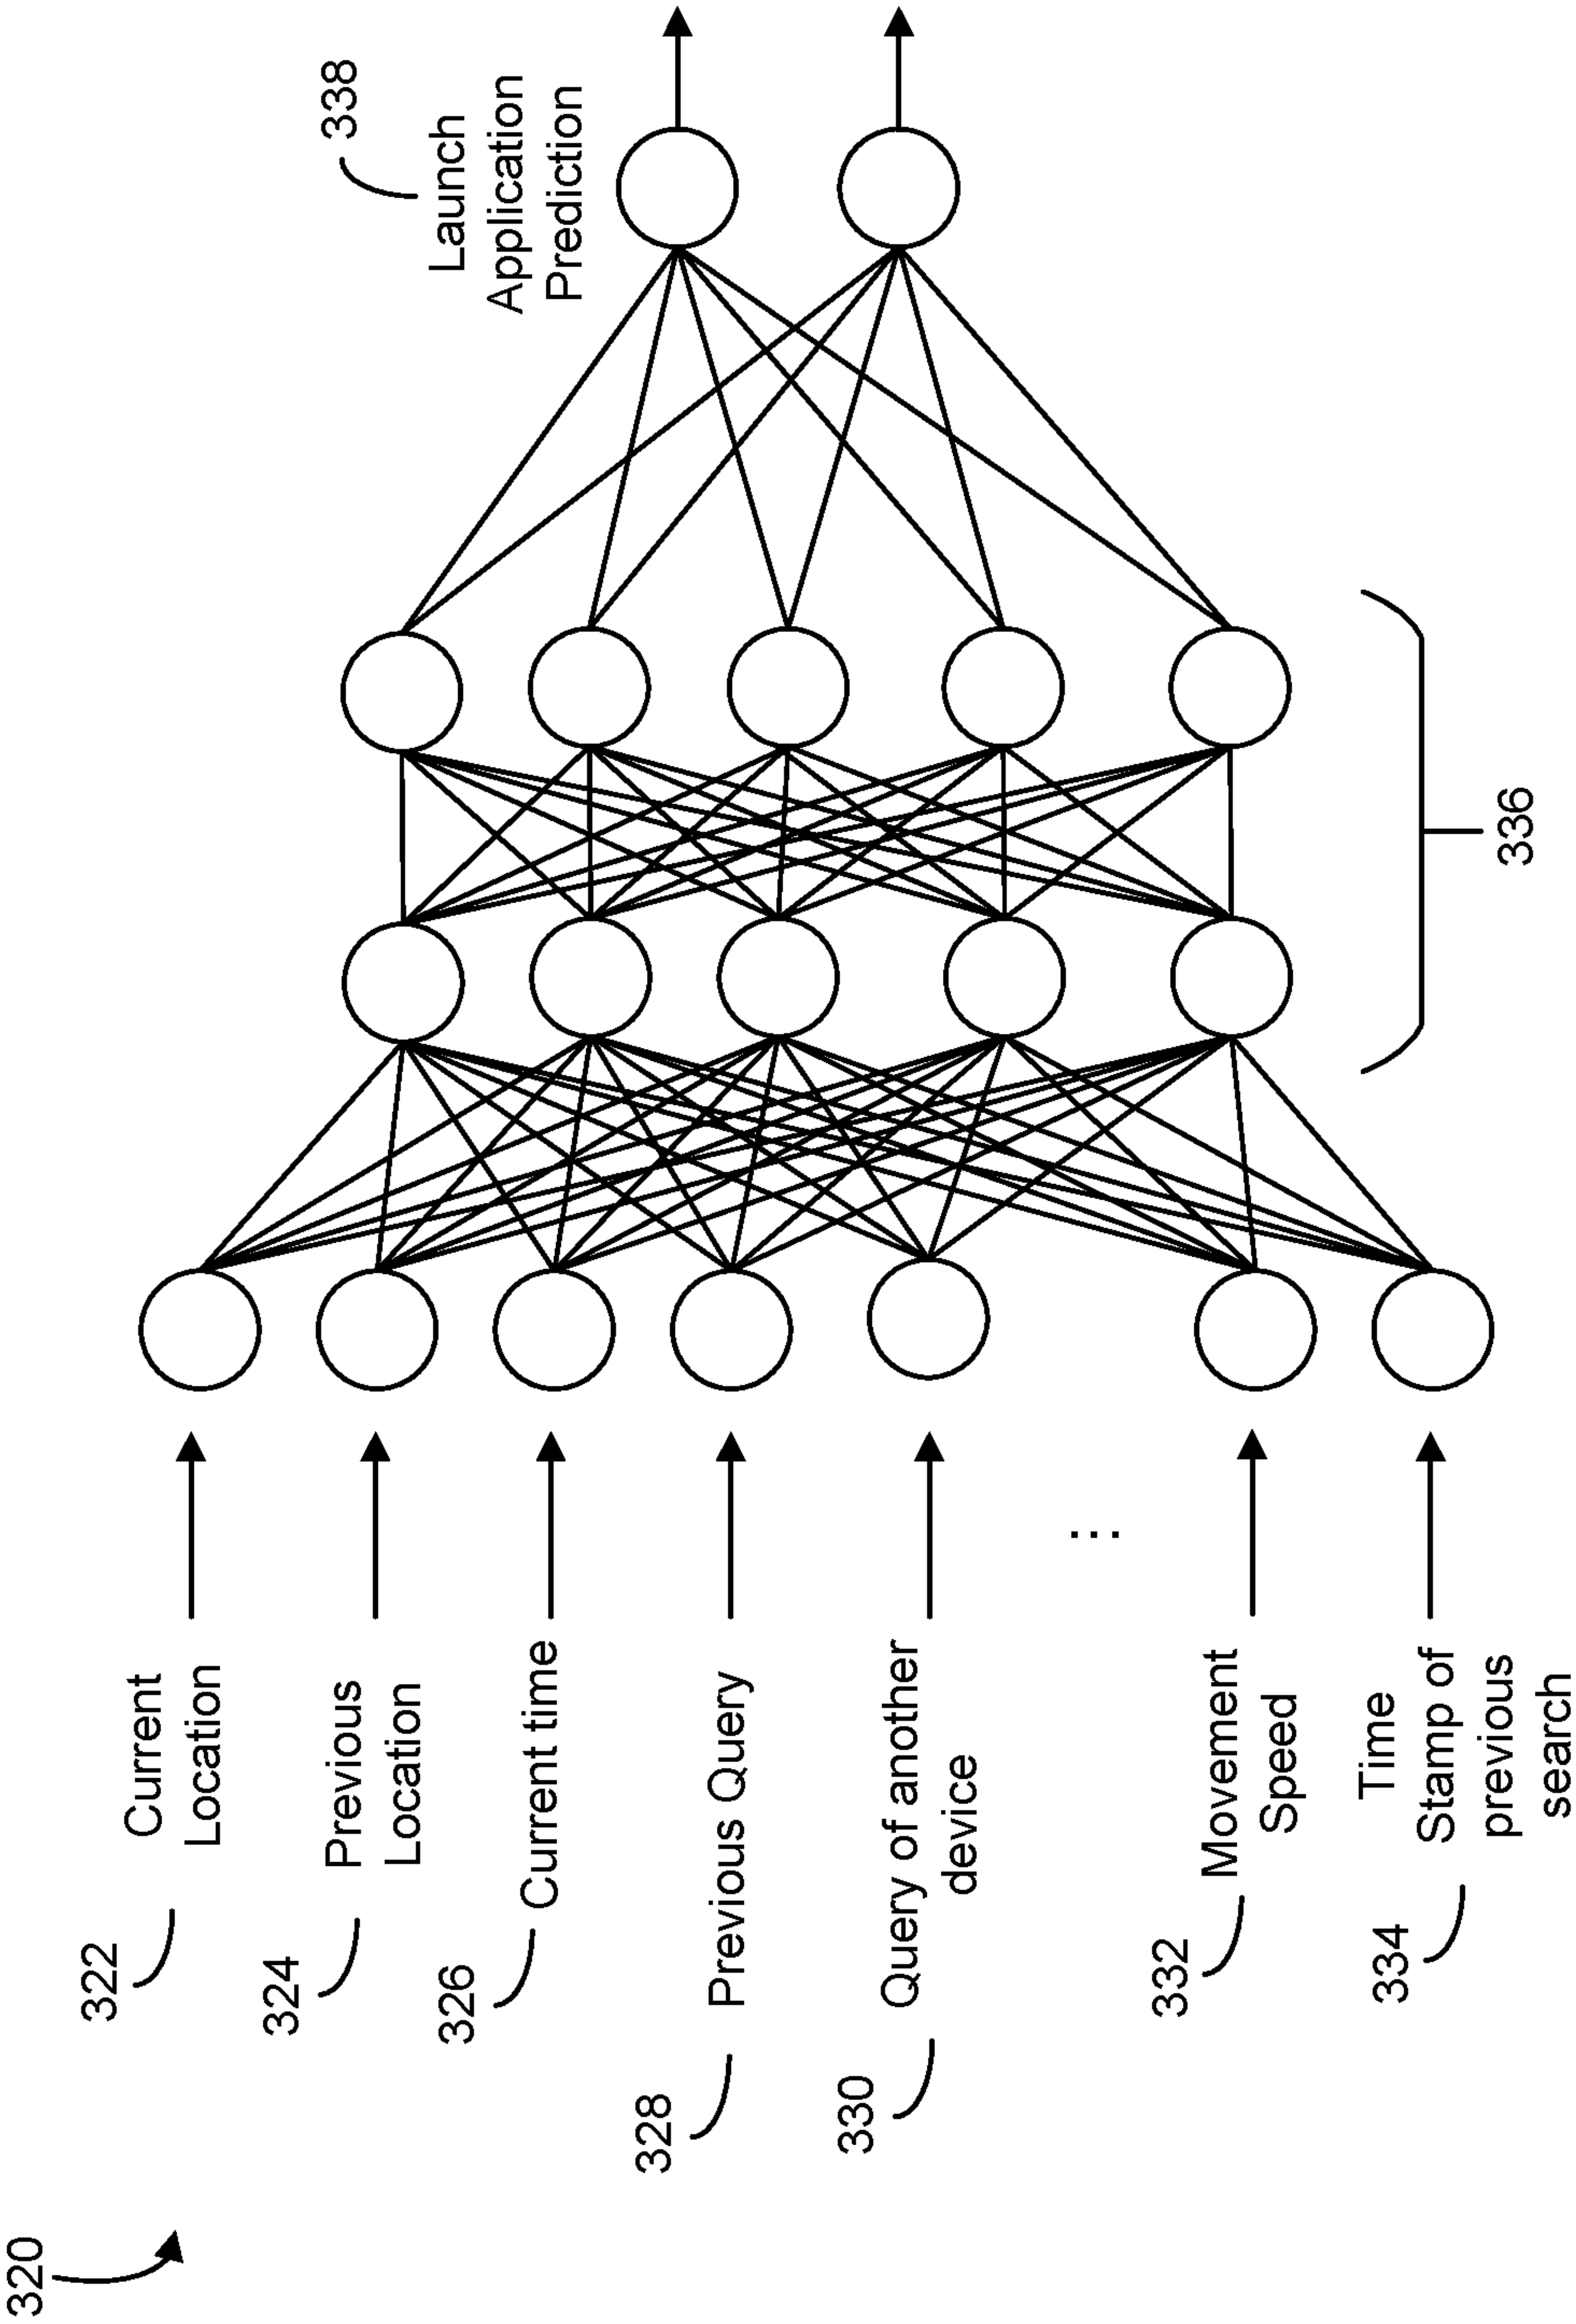 320
322
Current
Location
324
Previous
Location
326
Current time
328
Previous Query
330
Query of another
device
...
332
Movement
Speed
334
Time
Stamp of
previous
search
336
338
Launch
Application
Prediction